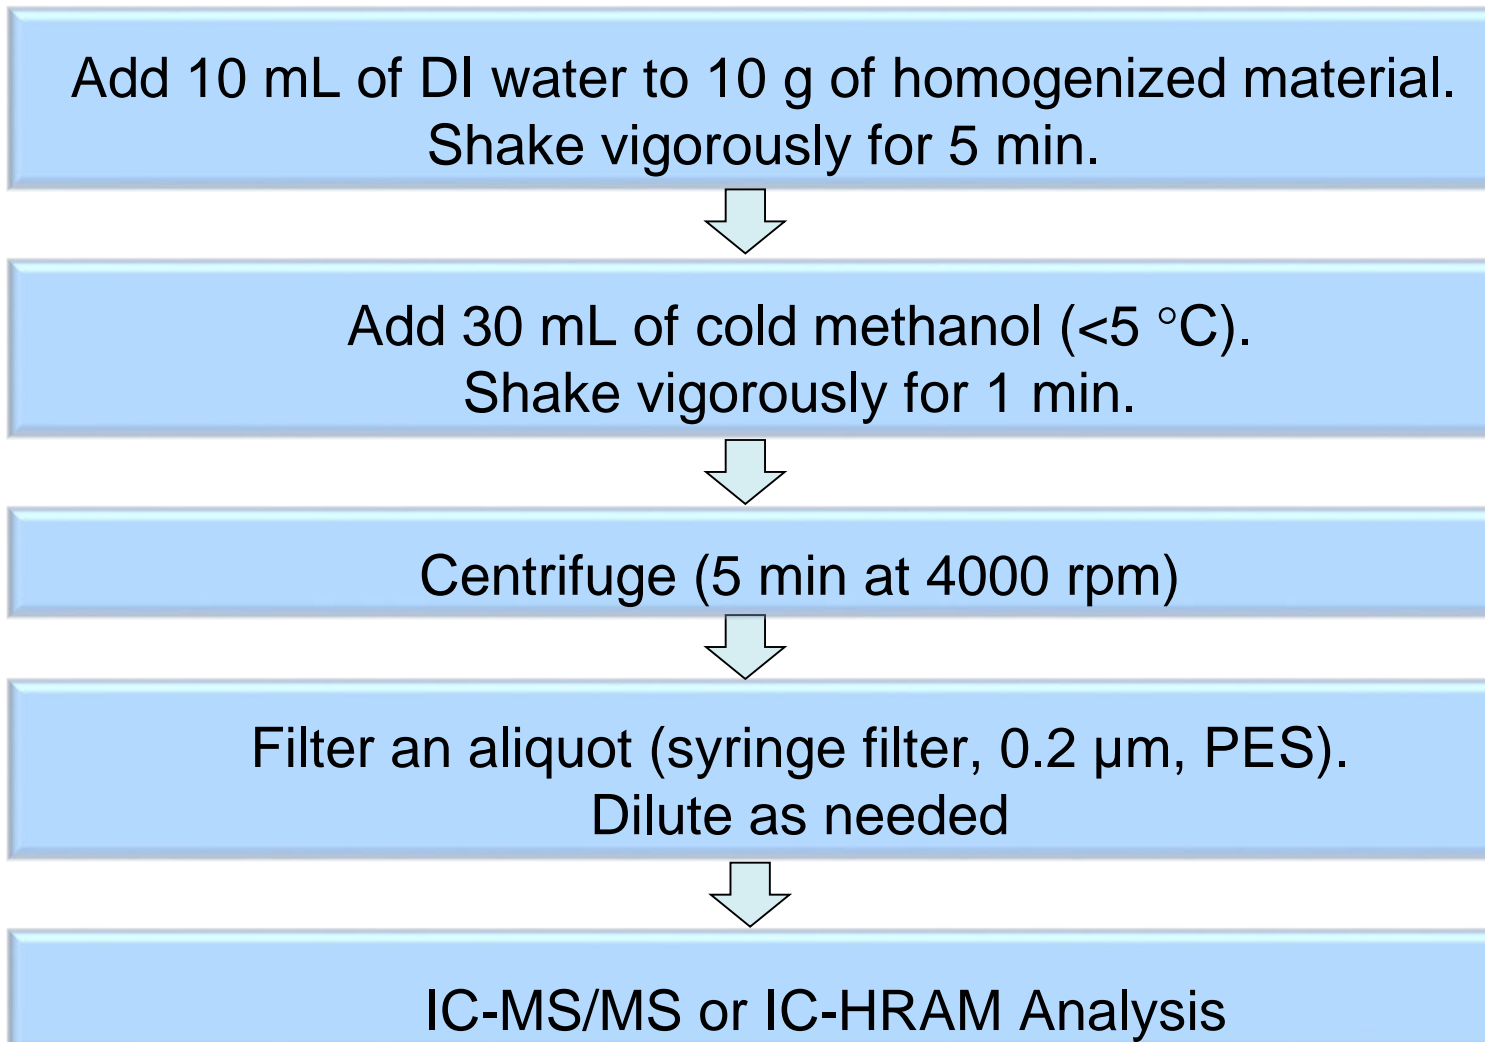 Add 10 mL of DI water to 10 g of homogenized material.
Shake vigorously for 5 min.
Add 30 mL of cold methanol (<5 °C).
Shake vigorously for 1 min.
Centrifuge (5 min at 4000 rpm)
Filter an aliquot (syringe filter, 0.2 µm, PES).
Dilute as needed
IC-MS/MS or IC-HRAM Analysis